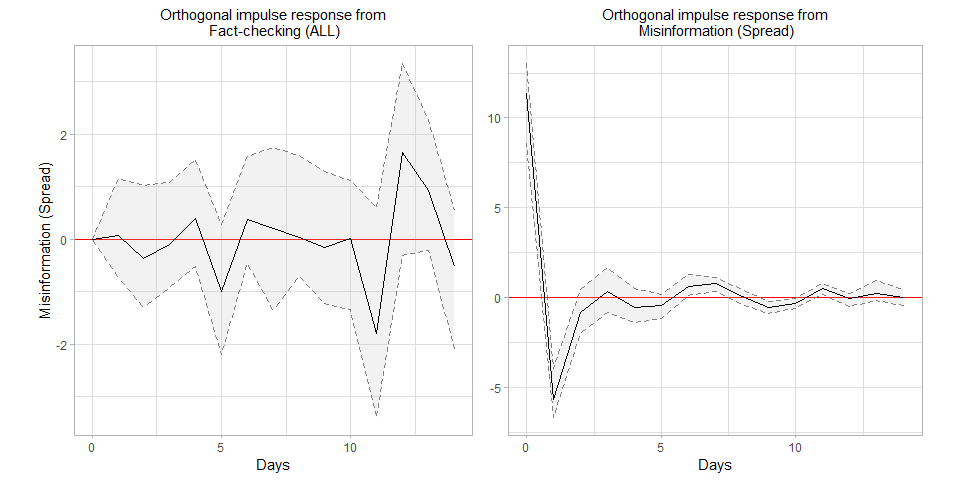 Orthogonal impulse response from
Fact-checking (ALL)
Misinformation (Spread)
2
0
-2
0
5
10
Days
Orthogonal impulse response from
Misinformation (Spread)
10
5
0
-5
0
5
10
Days